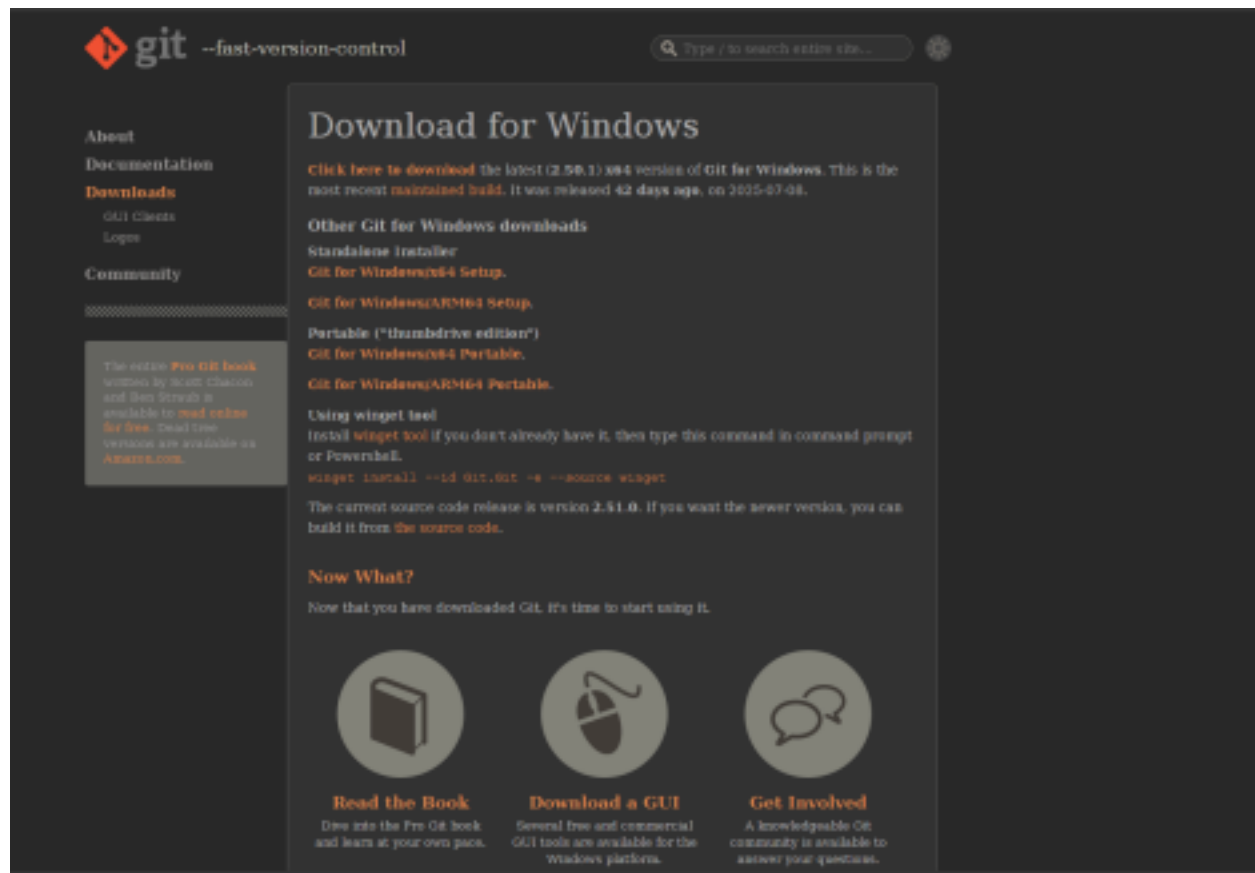 git --fast-version-control
Type / to search entire site...
About
Documentation
Downloads
GUI Clients
Logos
Community
The entire Pro Git book
written by Scott Chacon
and Ben Straub is
available to read online
for free. Dead tree
versions are available on
Amazon.com.
Download for Windows
Click here to download the latest (2.50.1) x64 version of Git for Windows. This is the
most recent maintained build. It was released 42 days ago, on 2025-07-08.
Other Git for Windows downloads
Standalone Installer
Git for Windows/x64 Setup.
Git for Windows/ARM64 Setup.
Portable ("thumbdrive edition")
Git for Windows/x64 Portable.
Git for Windows/ARM64 Portable.
Using winget tool
Install winget tool if you don't already have it, then type this command in command prompt
or Powershell.
winget install --id Git.Git -e --source winget
The current source code release is version 2.51.0. If you want the newer version, you can
build it from the source code.
Now What?
Now that you have downloaded Git, it's time to start using it.
Read the Book
Dive into the Pro Git book
and learn at your own pace.
Download a GUI
Several free and commercial
GUI tools are available for the
Windows platform.
Get Involved
A knowledgeable Git
community is available to
answer your questions.